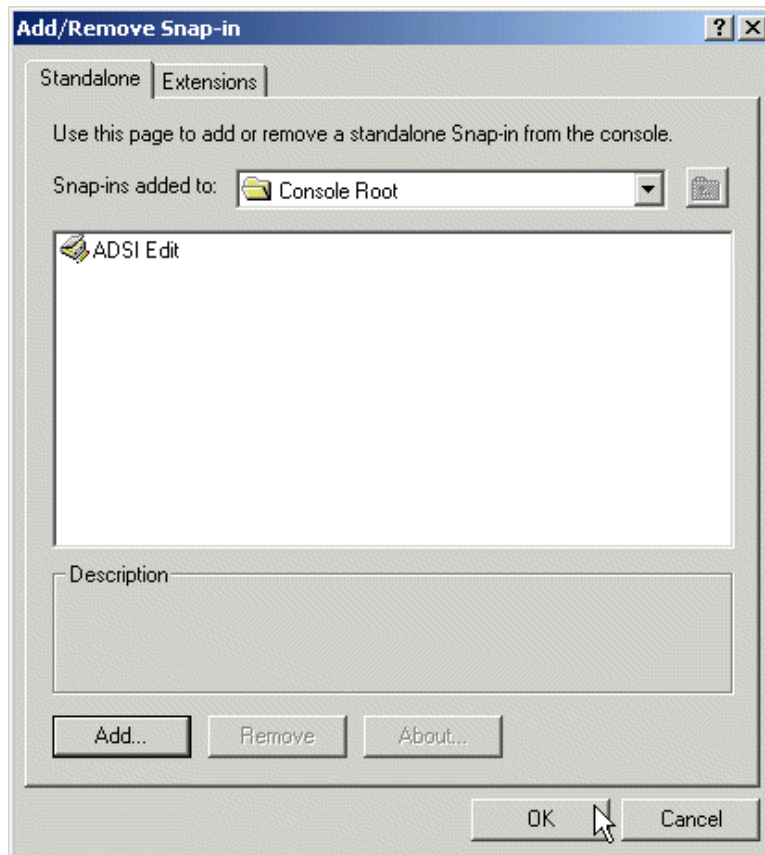 Add/Remove Snap-in
Standalone
Extensions
Use this page to add or remove a standalone Snap-in from the console.
Snap-ins added to:
Console Root
ADSI Edit
Description
Add...
Remove
About...
OK
Cancel